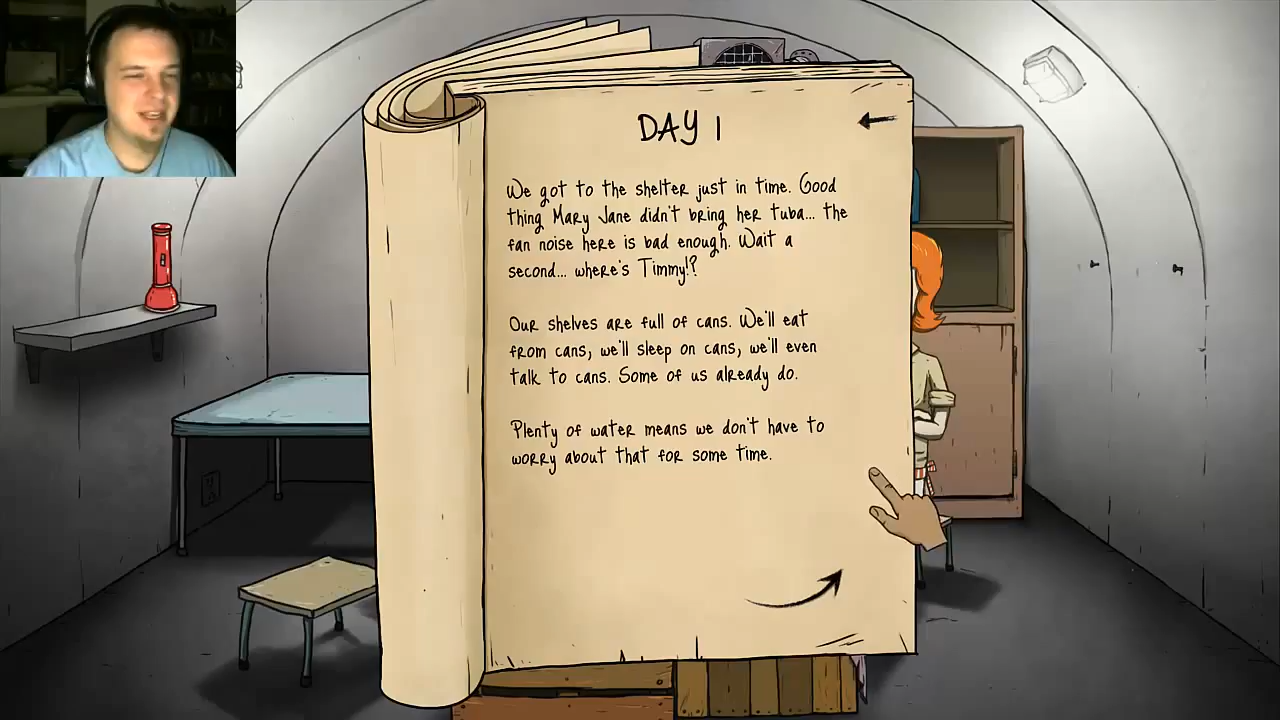 DAY 1
We got to the shelter just in time. Good
thing Mary Jane didn't bring her tuba... the
fan noise here is bad enough. Wait a
second... where's Timmy!?
Our shelves are full of cans. We'll eat
from cans, we'll sleep on cans, we'll even
talk to cans. Some of us already do.
Plenty of water means we don't have to
worry about that for some time.